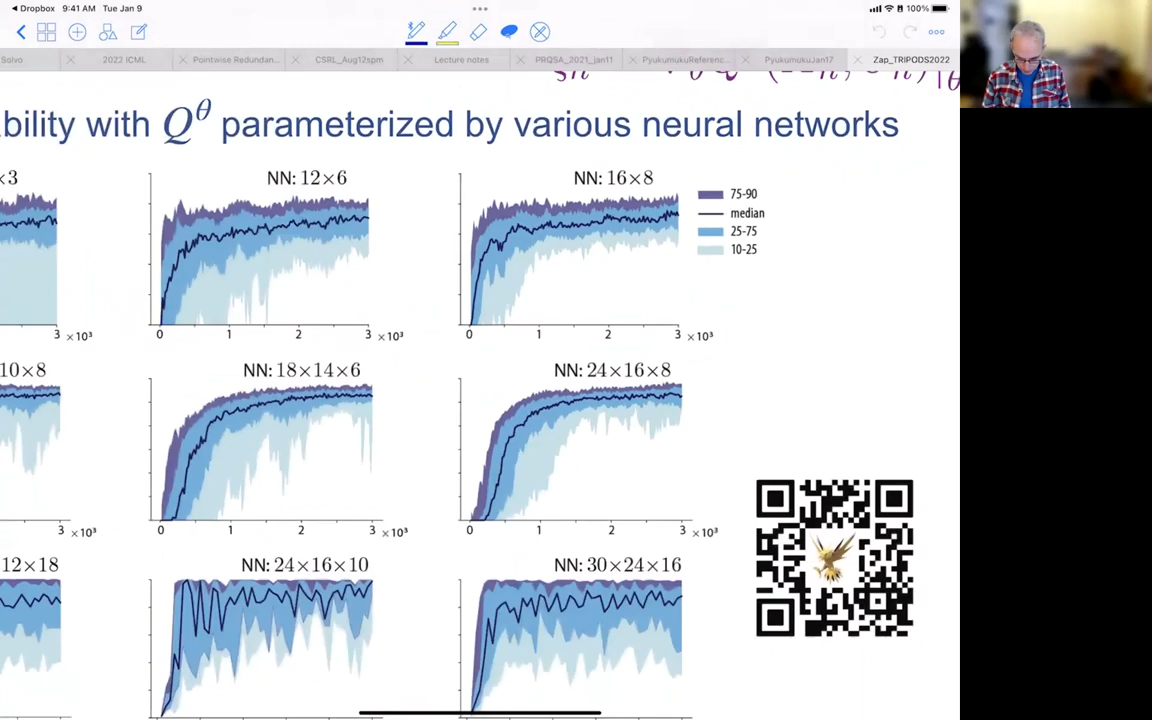 Dropbox 9:41 AM Tue Jan 9 100%
Solvo 2022 ICML Pointwise Redundan... CSRL_Aug12spm Lecture notes PRQSA_2021_jan11 PyukumukuReferenc... PyukumukuJan17 Zap_TRIPODS2022
bility with Q^θ parameterized by various neural networks
×3 NN: 12×6 NN: 16×8
75-90
median
25-75
10-25
3 ×10³ 0 1 2 3 ×10³ 0 1 2 3 ×10³
10×8 NN: 18×14×6 NN: 24×16×8
3 ×10³ 0 1 2 3 ×10³ 0 1 2 3 ×10³
12×18 NN: 24×16×10 NN: 30×24×16